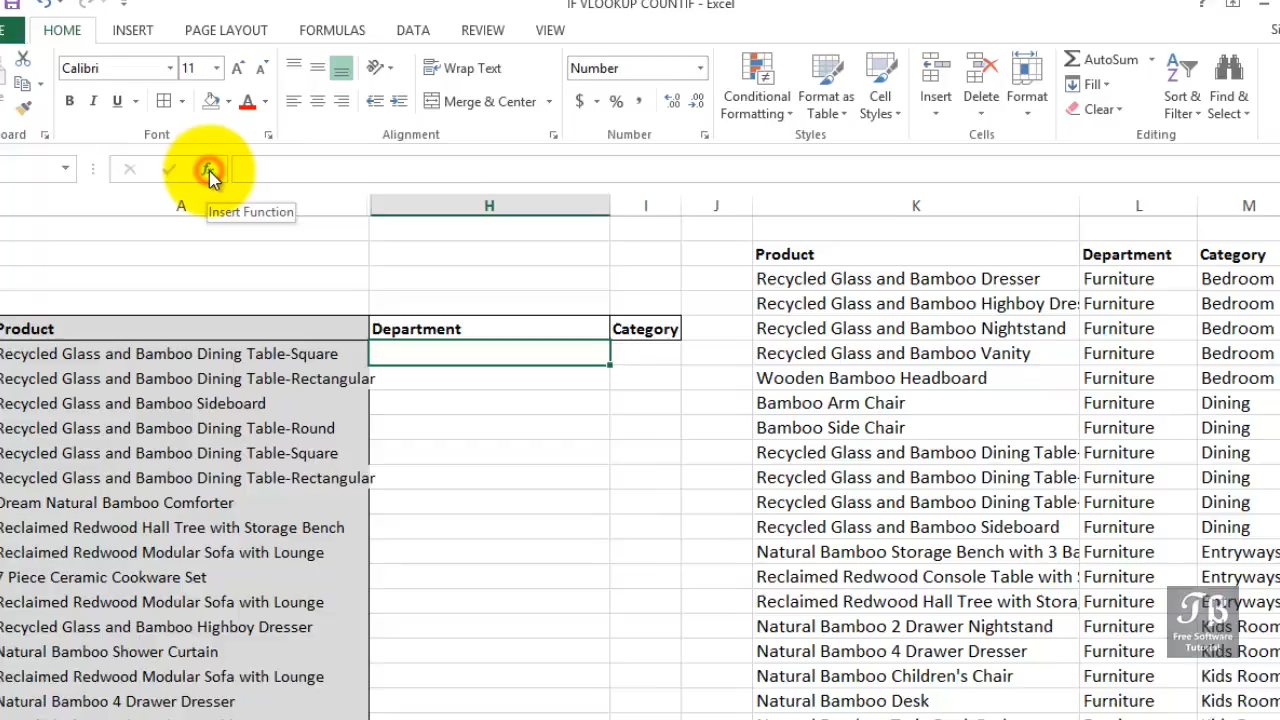 IF VLOOKUP COUNTIF - Excel
HOME INSERT PAGE LAYOUT FORMULAS DATA REVIEW VIEW
Calibri 11 Wrap Text Number AutoSum
Merge & Center $ % , Conditional Formatting Format as Table Cell Styles Insert Delete Format Fill Clear Sort & Filter Find & Select
B I U A
Font Alignment Number Styles Cells Editing
Insert Function
A H I J K L M
Product Department Category
Recycled Glass and Bamboo Dresser Furniture Bedroom
Recycled Glass and Bamboo Highboy Dres Furniture Bedroom
Product Department Category Recycled Glass and Bamboo Nightstand Furniture Bedroom
Recycled Glass and Bamboo Dining Table-Square Recycled Glass and Bamboo Vanity Furniture Bedroom
Recycled Glass and Bamboo Dining Table-Rectangular Wooden Bamboo Headboard Furniture Bedroom
Recycled Glass and Bamboo Sideboard Bamboo Arm Chair Furniture Dining
Recycled Glass and Bamboo Dining Table-Round Bamboo Side Chair Furniture Dining
Recycled Glass and Bamboo Dining Table-Square Recycled Glass and Bamboo Dining Table- Furniture Dining
Recycled Glass and Bamboo Dining Table-Rectangular Recycled Glass and Bamboo Dining Table- Furniture Dining
Dream Natural Bamboo Comforter Recycled Glass and Bamboo Dining Table- Furniture Dining
Reclaimed Redwood Hall Tree with Storage Bench Recycled Glass and Bamboo Sideboard Furniture Dining
Reclaimed Redwood Modular Sofa with Lounge Natural Bamboo Storage Bench with 3 Ba Furniture Entryways
7 Piece Ceramic Cookware Set Reclaimed Redwood Console Table with Furniture Entryways
Reclaimed Redwood Modular Sofa with Lounge Reclaimed Redwood Hall Tree with Stora Furniture Entryways
Recycled Glass and Bamboo Highboy Dresser Natural Bamboo 2 Drawer Nightstand Furniture Kids Room
Natural Bamboo Shower Curtain Natural Bamboo 4 Drawer Dresser Furniture Kids Room
Reclaimed Redwood Modular Sofa with Lounge Natural Bamboo Children's Chair Furniture Kids Room
Natural Bamboo 4 Drawer Dresser Natural Bamboo Desk Furniture Kids Room
TB
Free Software
Tutorial